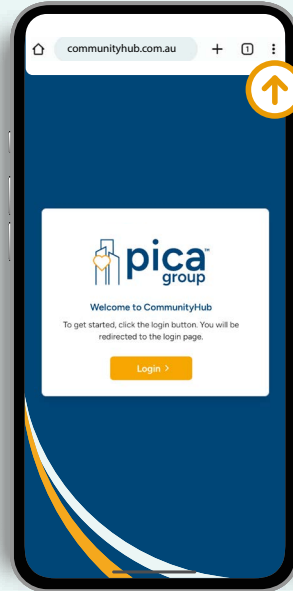 communityhub.com.au
1
pica™
group
Welcome to CommunityHub
To get started, click the login button. You will be
redirected to the login page.
Login >